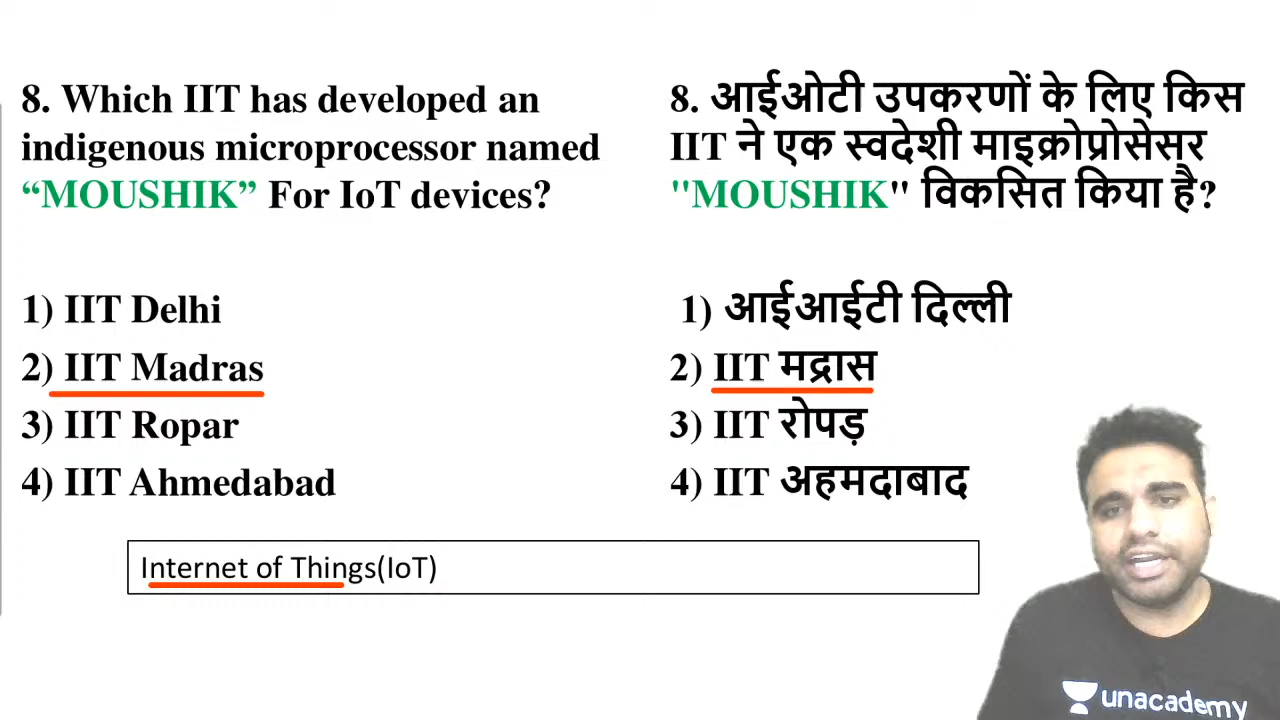 8. Which IIT has developed an
indigenous microprocessor named
“MOUSHIK” For IoT devices?
1) IIT Delhi
2) IIT Madras
3) IIT Ropar
4) IIT Ahmedabad
8. आईओटी उपकरणों के लिए किस
IIT ने एक स्वदेशी माइक्रोप्रोसेसर
"MOUSHIK" विकसित किया है?
1) आईआईटी दिल्ली
2) IIT मद्रास
3) IIT रोपड़
4) IIT अहमदाबाद
Internet of Things(IoT)
unacademy